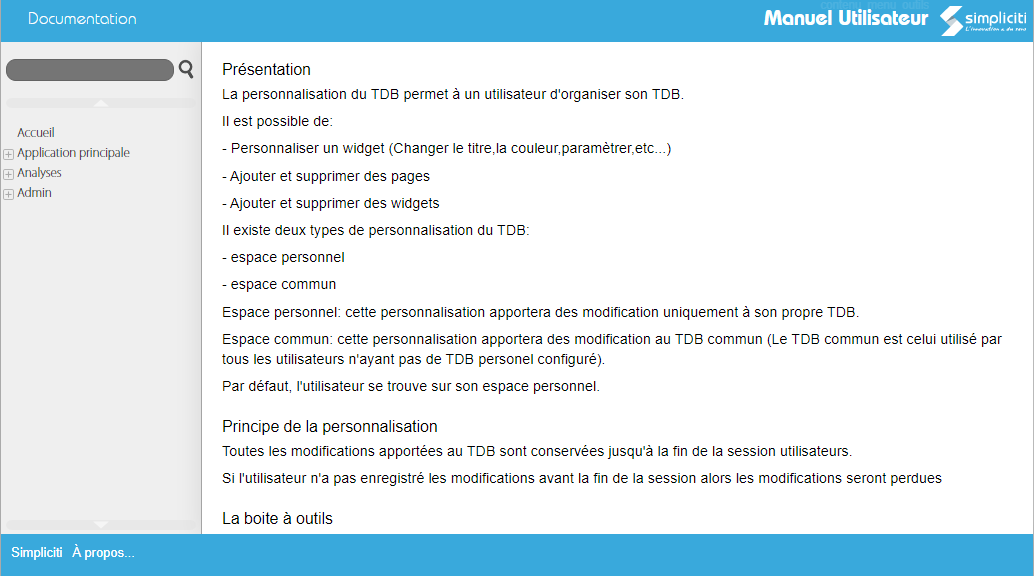 Documentation
contenu_menu_outils
Manuel Utilisateur
simpliciti
L'innovation a du sens
Accueil
Application principale
Analyses
Admin
Présentation
La personnalisation du TDB permet à un utilisateur d'organiser son TDB.
Il est possible de:
- Personnaliser un widget (Changer le titre,la couleur,paramètrer,etc...)
- Ajouter et supprimer des pages
- Ajouter et supprimer des widgets
Il existe deux types de personnalisation du TDB:
- espace personnel
- espace commun
Espace personnel: cette personnalisation apportera des modification uniquement à son propre TDB.
Espace commun: cette personnalisation apportera des modification au TDB commun (Le TDB commun est celui utilisé par
tous les utilisateurs n'ayant pas de TDB personel configuré).
Par défaut, l'utilisateur se trouve sur son espace personnel.
Principe de la personnalisation
Toutes les modifications apportées au TDB sont conservées jusqu'à la fin de la session utilisateurs.
Si l'utilisateur n'a pas enregistré les modifications avant la fin de la session alors les modifications seront perdues
La boite à outils
Simpliciti À propos...